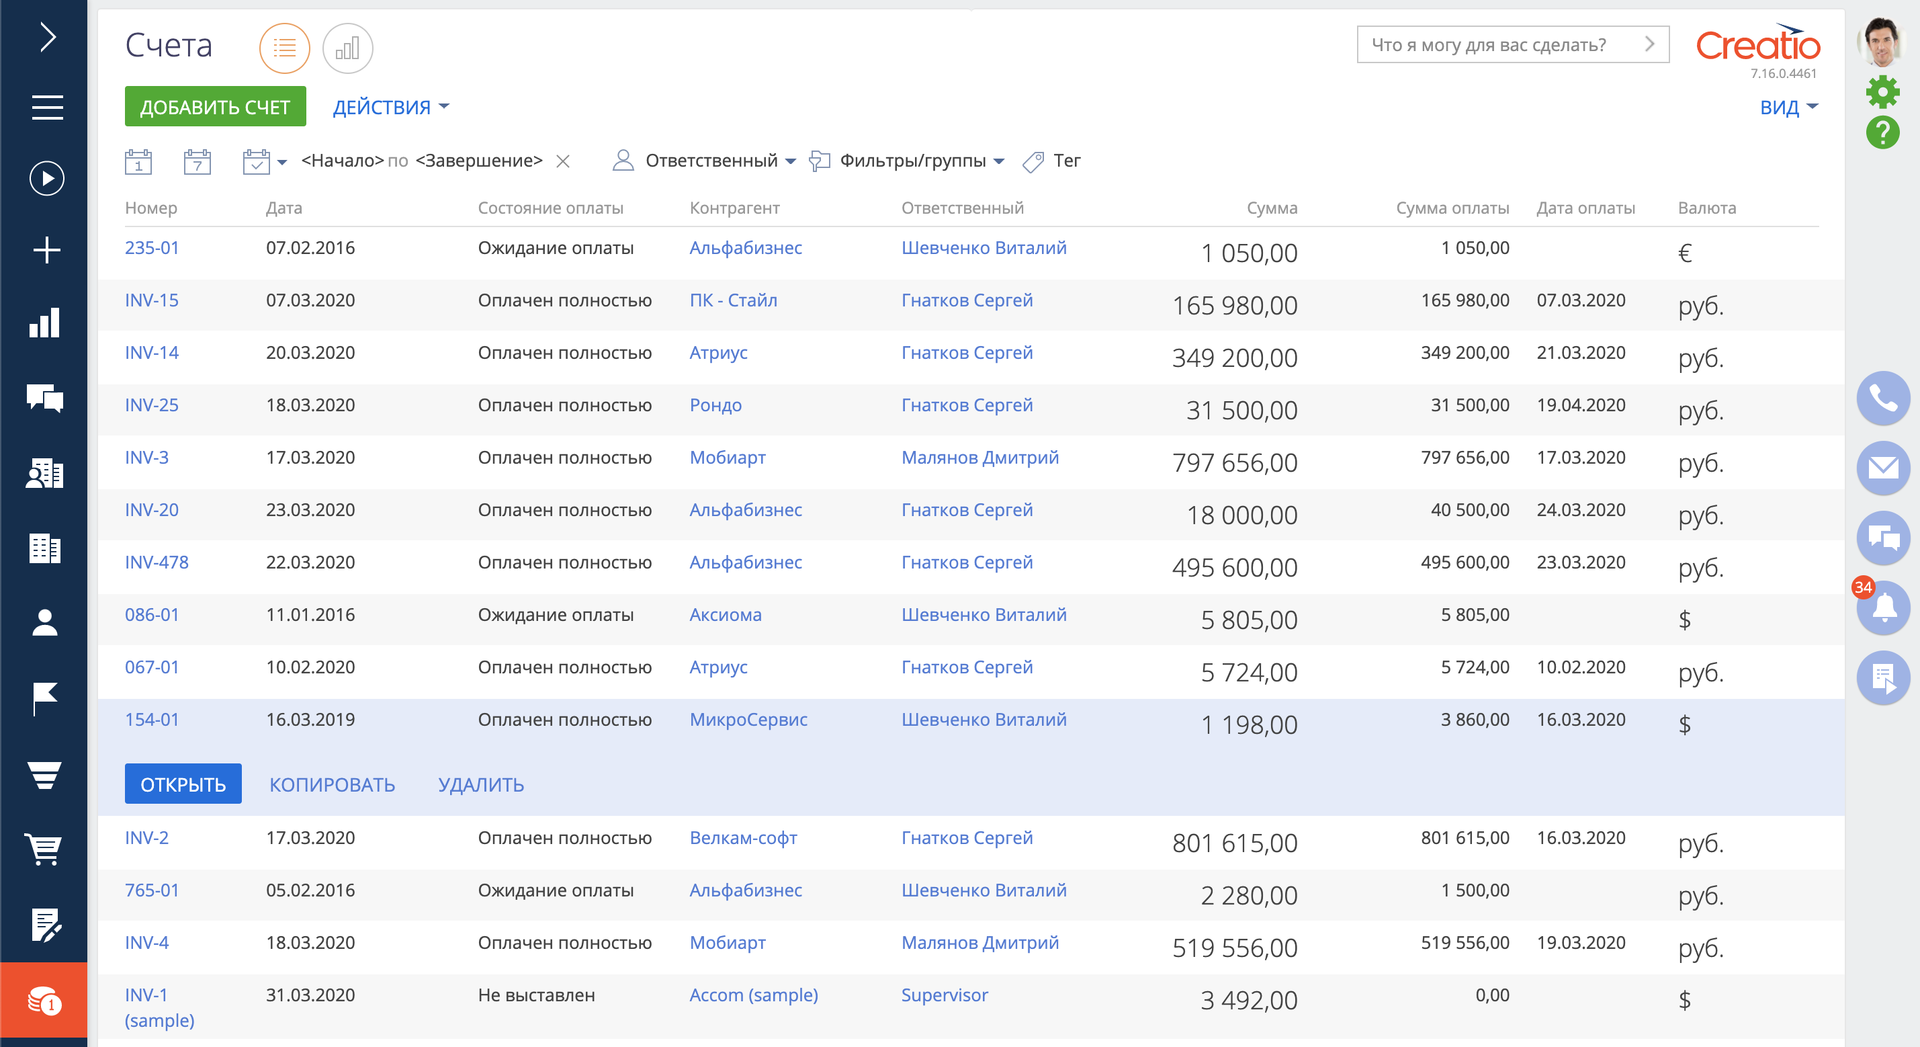 Счета
Что я могу для вас сделать?
Creatio
7.16.0.4461
ДОБАВИТЬ СЧЕТ ДЕЙСТВИЯ ВИД
1 7 <Начало> по <Завершение> Ответственный Фильтры/группы Тег
Номер Дата Состояние оплаты Контрагент Ответственный Сумма Сумма оплаты Дата оплаты Валюта
235-01 07.02.2016 Ожидание оплаты Альфабизнес Шевченко Виталий 1 050,00 1 050,00 €
INV-15 07.03.2020 Оплачен полностью ПК - Стайл Гнатков Сергей 165 980,00 165 980,00 07.03.2020 руб.
INV-14 20.03.2020 Оплачен полностью Атриус Гнатков Сергей 349 200,00 349 200,00 21.03.2020 руб.
INV-25 18.03.2020 Оплачен полностью Рондо Гнатков Сергей 31 500,00 31 500,00 19.04.2020 руб.
INV-3 17.03.2020 Оплачен полностью Мобиарт Малянов Дмитрий 797 656,00 797 656,00 17.03.2020 руб.
INV-20 23.03.2020 Оплачен полностью Альфабизнес Гнатков Сергей 18 000,00 40 500,00 24.03.2020 руб.
INV-478 22.03.2020 Оплачен полностью Альфабизнес Гнатков Сергей 495 600,00 495 600,00 23.03.2020 руб.
34
086-01 11.01.2016 Ожидание оплаты Аксиома Шевченко Виталий 5 805,00 5 805,00 $
067-01 10.02.2020 Оплачен полностью Атриус Гнатков Сергей 5 724,00 5 724,00 10.02.2020 руб.
154-01 16.03.2019 Оплачен полностью МикроСервис Шевченко Виталий 1 198,00 3 860,00 16.03.2020 $
ОТКРЫТЬ КОПИРОВАТЬ УДАЛИТЬ
INV-2 17.03.2020 Оплачен полностью Велкам-софт Гнатков Сергей 801 615,00 801 615,00 16.03.2020 руб.
765-01 05.02.2016 Ожидание оплаты Альфабизнес Шевченко Виталий 2 280,00 1 500,00 руб.
INV-4 18.03.2020 Оплачен полностью Мобиарт Малянов Дмитрий 519 556,00 519 556,00 19.03.2020 руб.
INV-1 31.03.2020 Не выставлен Accom (sample) Supervisor 3 492,00 0,00 $
(sample)
1
?